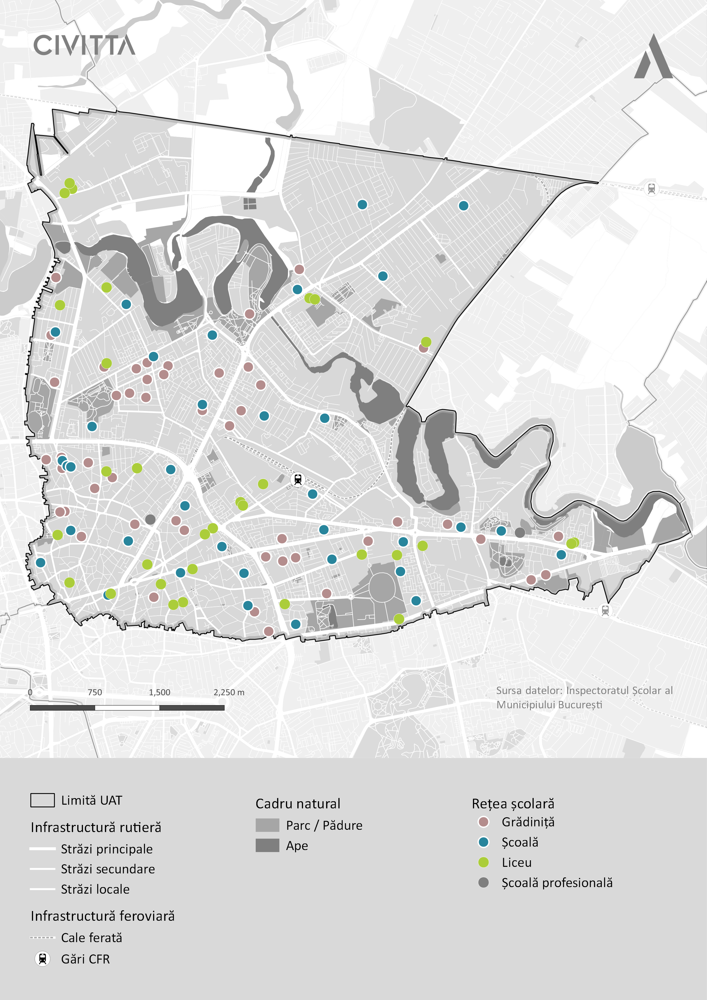 CIVITTA
0 750 1,500 2,250 m
Sursa datelor: Inspectoratul Școlar al
Municipiului București
Limită UAT
Infrastructură rutieră
Străzi principale
Străzi secundare
Străzi locale
Infrastructură feroviară
Cale ferată
Gări CFR
Cadru natural
Parc / Pădure
Ape
Rețea școlară
Grădiniță
Școală
Liceu
Școală profesională